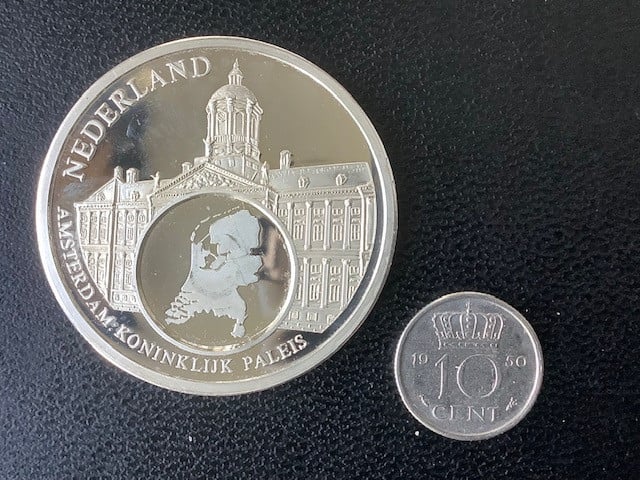 NEDERLAND
AMSTERDAM-KONINKLIJK PALEIS
19 50
10
CENT